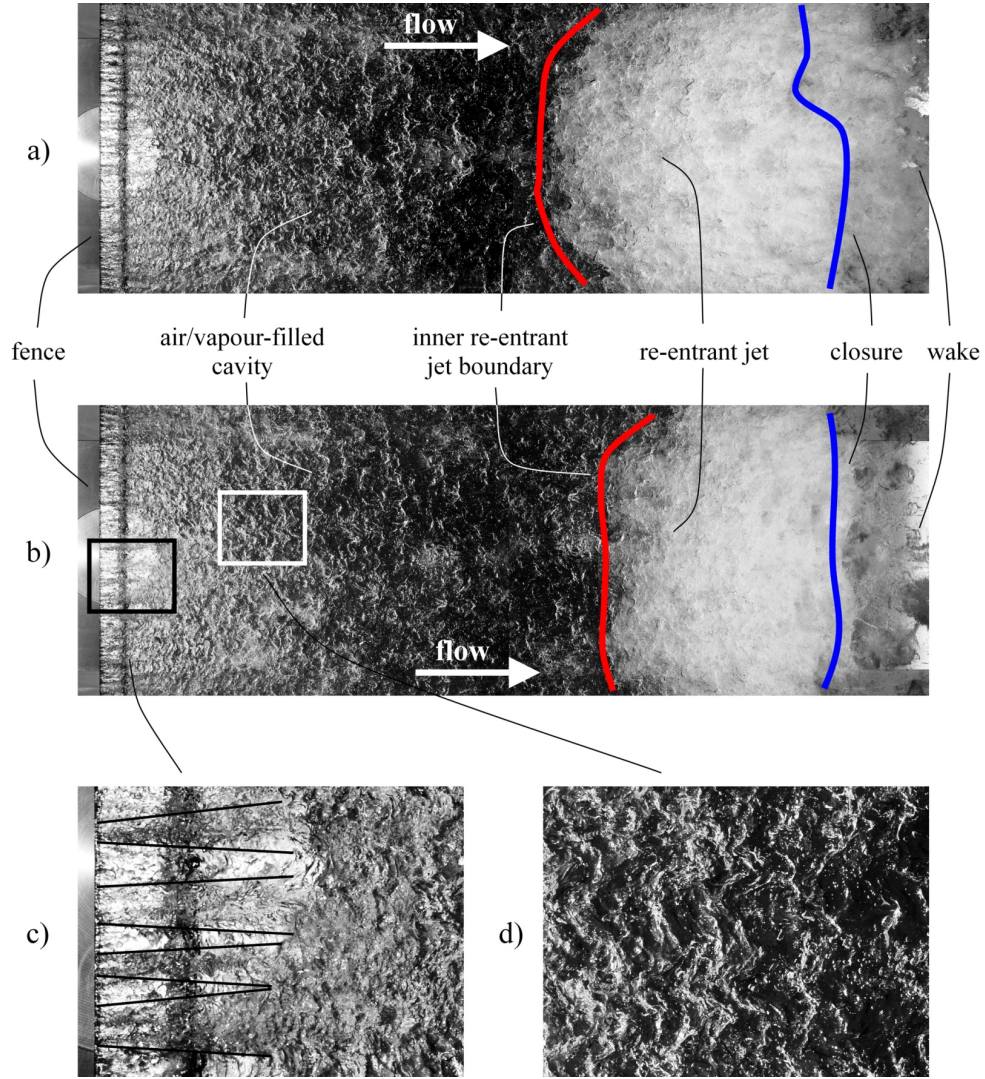 flow
a)
fence
air/vapour-filled
cavity
inner re-entrant
jet boundary
re-entrant jet
closure
wake
b)
flow
c)
d)